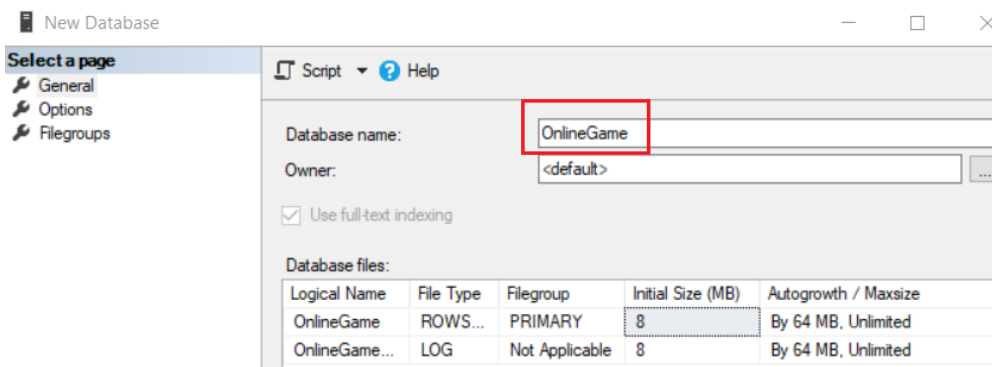 New Database
Select a page
General
Options
Filegroups
Script Help
Database name: OnlineGame
Owner: <default> ...
Use full-text indexing
Database files:
Logical Name File Type Filegroup Initial Size (MB) Autogrowth / Maxsize
OnlineGame ROWS... PRIMARY 8 By 64 MB, Unlimited
OnlineGame... LOG Not Applicable 8 By 64 MB, Unlimited